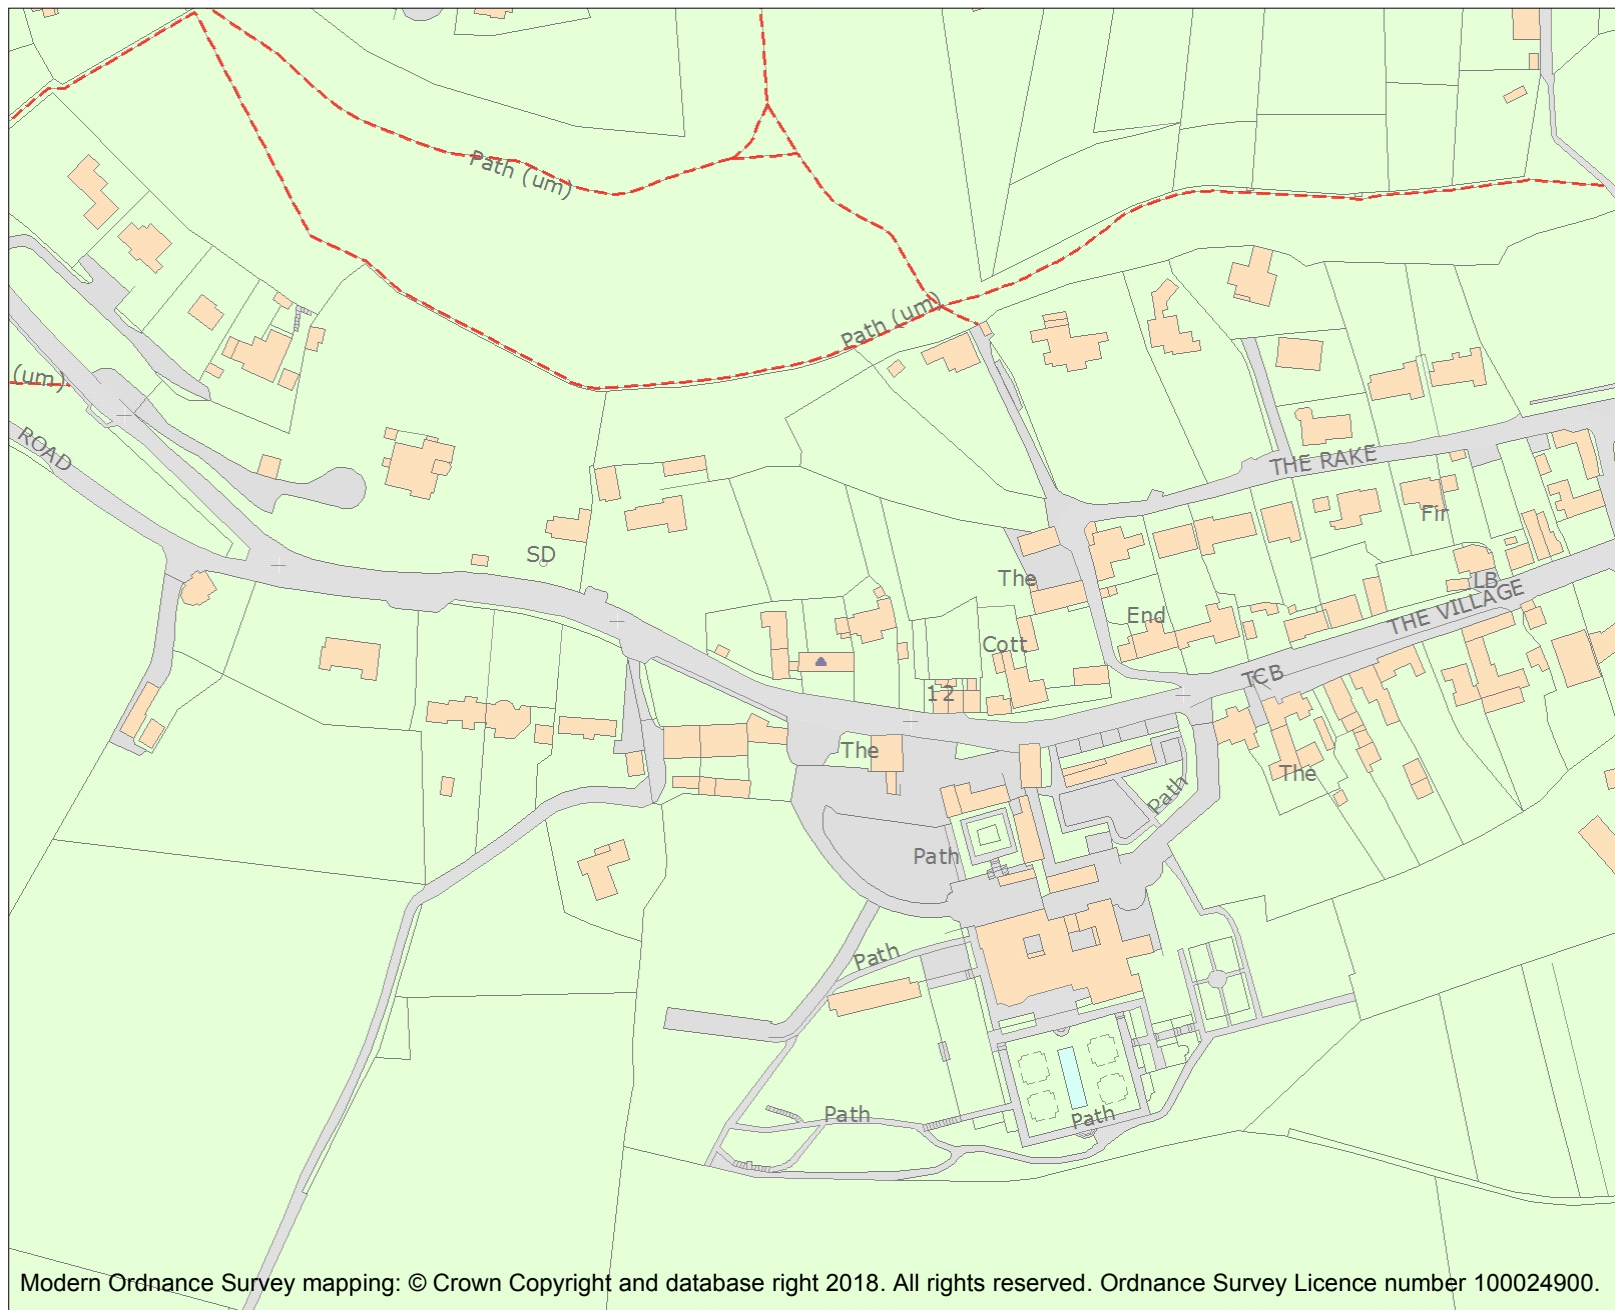 Path (um)
Path (um)
(um)
ROAD
THE RAKE
Fir
SD
The
LB
End
THE VILLAGE
Cott
TCB
12
The
The
Path
Path
Path
Path
Path
Modern Ordnance Survey mapping: © Crown Copyright and database right 2018. All rights reserved. Ordnance Survey Licence number 100024900.